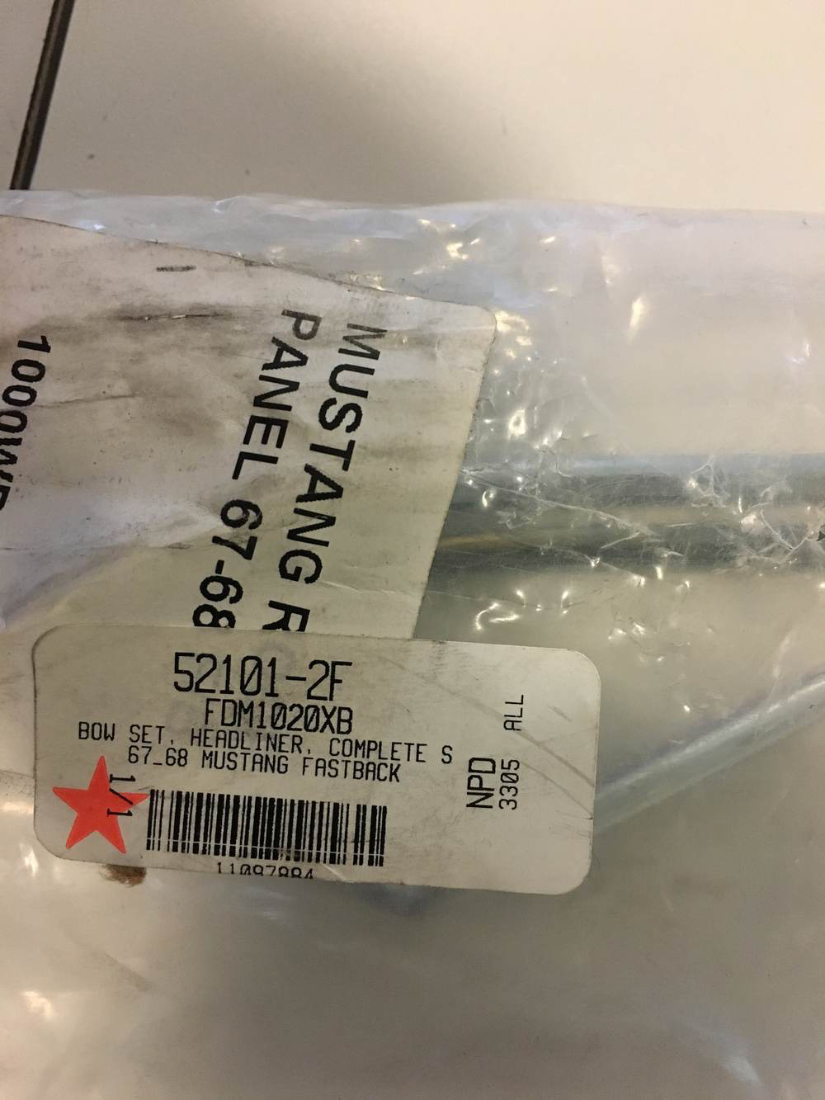 MUSTANG R
PANEL 67-68
52101-2F
FDM1020XB
BOW SET, HEADLINER, COMPLETE S
67_68 MUSTANG FASTBACK
1/1
NPD
3305 ALL
11097884